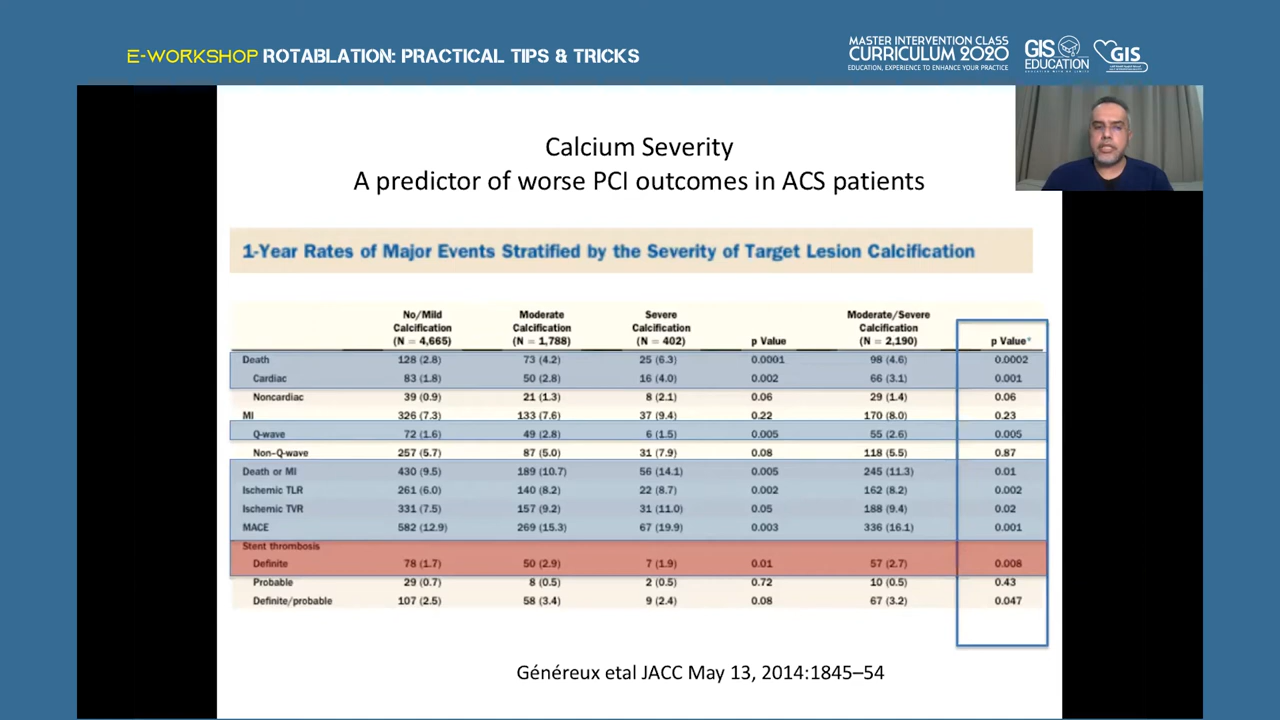 E-WORKSHOP ROTABLATION: PRACTICAL TIPS & TRICKS
MASTER INTERVENTION CLASS
CURRICULUM 2020
EDUCATION, EXPERIENCE TO ENHANCE YOUR PRACTICE
GIS
EDUCATION
GIS
Calcium Severity
A predictor of worse PCI outcomes in ACS patients
1-Year Rates of Major Events Stratified by the Severity of Target Lesion Calcification
No/Mild Calcification (N = 4,665) Moderate Calcification (N = 1,788) Severe Calcification (N = 402) p Value Moderate/Severe Calcification (N = 2,190) p Value*
Death 128 (2.8) 73 (4.2) 25 (6.3) 0.0001 98 (4.6) 0.0002
Cardiac 83 (1.8) 50 (2.8) 16 (4.0) 0.002 66 (3.1) 0.001
Noncardiac 39 (0.9) 21 (1.3) 8 (2.1) 0.06 29 (1.4) 0.06
MI 326 (7.3) 133 (7.6) 37 (9.4) 0.22 170 (8.0) 0.23
Q-wave 72 (1.6) 49 (2.8) 6 (1.5) 0.005 55 (2.6) 0.005
Non-Q-wave 257 (5.7) 87 (5.0) 31 (7.9) 0.08 118 (5.5) 0.87
Death or MI 430 (9.5) 189 (10.7) 56 (14.1) 0.005 245 (11.3) 0.01
Ischemic TLR 261 (6.0) 140 (8.2) 22 (8.7) 0.002 162 (8.2) 0.002
Ischemic TVR 331 (7.5) 157 (9.2) 31 (11.0) 0.05 188 (9.4) 0.02
MACE 582 (12.9) 269 (15.3) 67 (19.9) 0.003 336 (16.1) 0.001
Stent thrombosis
Definite 78 (1.7) 50 (2.9) 7 (1.9) 0.01 57 (2.7) 0.008
Probable 29 (0.7) 8 (0.5) 2 (0.5) 0.72 10 (0.5) 0.43
Definite/probable 107 (2.5) 58 (3.4) 9 (2.4) 0.08 67 (3.2) 0.047
Généreux etal JACC May 13, 2014:1845–54